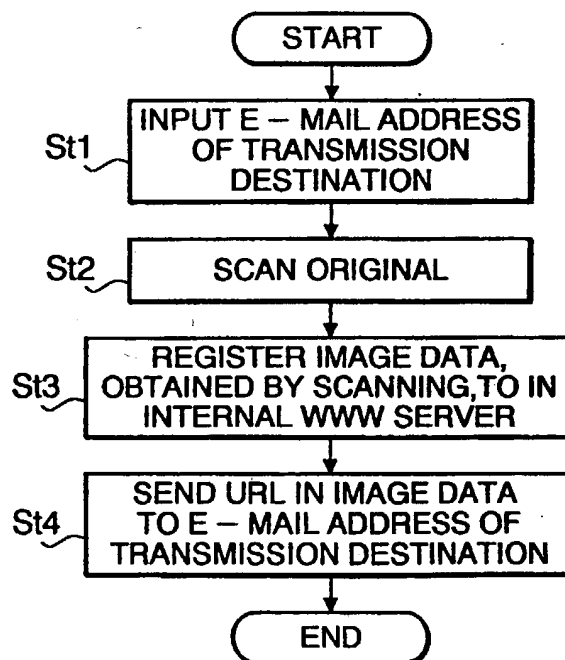 START
St1
INPUT E – MAIL ADDRESS
OF TRANSMISSION
DESTINATION
St2
SCAN ORIGINAL
St3
REGISTER IMAGE DATA,
OBTAINED BY SCANNING,TO IN
INTERNAL WWW SERVER
St4
SEND URL IN IMAGE DATA
TO E – MAIL ADDRESS OF
TRANSMISSION DESTINATION
END